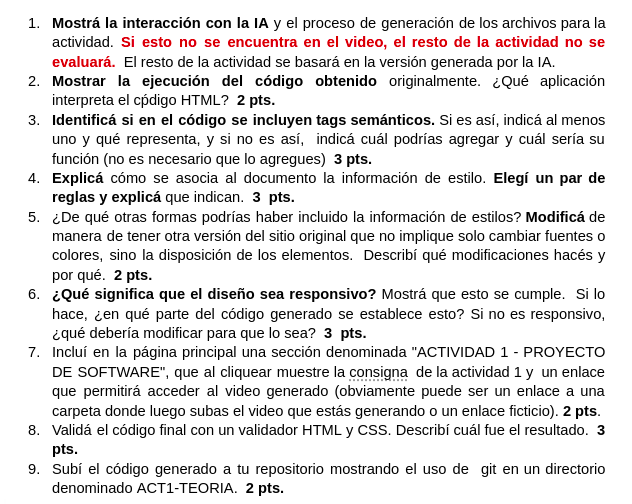 1. Mostrá la interacción con la IA y el proceso de generación de los archivos para la
actividad. Si esto no se encuentra en el video, el resto de la actividad no se
evaluará. El resto de la actividad se basará en la versión generada por la IA.
2. Mostrar la ejecución del código obtenido originalmente. ¿Qué aplicación
interpreta el cṕdigo HTML? 2 pts.
3. Identificá si en el código se incluyen tags semánticos. Si es así, indicá al menos
uno y qué representa, y si no es así, indicá cuál podrías agregar y cuál sería su
función (no es necesario que lo agregues) 3 pts.
4. Explicá cómo se asocia al documento la información de estilo. Elegí un par de
reglas y explicá que indican. 3 pts.
5. ¿De qué otras formas podrías haber incluido la información de estilos? Modificá de
manera de tener otra versión del sitio original que no implique solo cambiar fuentes o
colores, sino la disposición de los elementos. Describí qué modificaciones hacés y
por qué. 2 pts.
6. ¿Qué significa que el diseño sea responsivo? Mostrá que esto se cumple. Si lo
hace, ¿en qué parte del código generado se establece esto? Si no es responsivo,
¿qué debería modificar para que lo sea? 3 pts.
7. Incluí en la página principal una sección denominada "ACTIVIDAD 1 - PROYECTO
DE SOFTWARE", que al cliquear muestre la consigna de la actividad 1 y un enlace
que permitirá acceder al video generado (obviamente puede ser un enlace a una
carpeta donde luego subas el video que estás generando o un enlace ficticio). 2 pts.
8. Validá el código final con un validador HTML y CSS. Describí cuál fue el resultado. 3
pts.
9. Subí el código generado a tu repositorio mostrando el uso de git en un directorio
denominado ACT1-TEORIA. 2 pts.